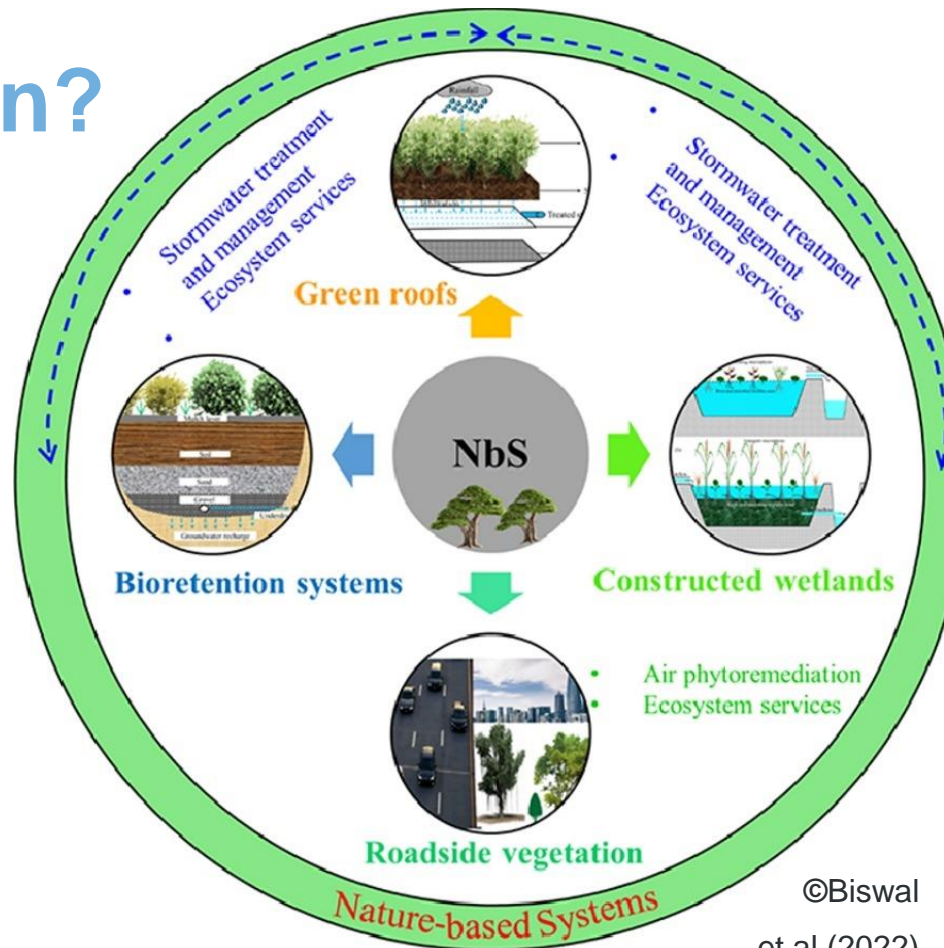 n?
Rainfall
Treated
Stormwater treatment
and management
Ecosystem services
Stormwater treatment
and management
Ecosystem services
Green roofs
Soil
Sand
Gravel
Groundwater recharge
NbS
Bioretention systems
Constructed wetlands
Air phytoremediation
Ecosystem services
Roadside vegetation
Nature-based Systems
©Biswal
et al (2022)